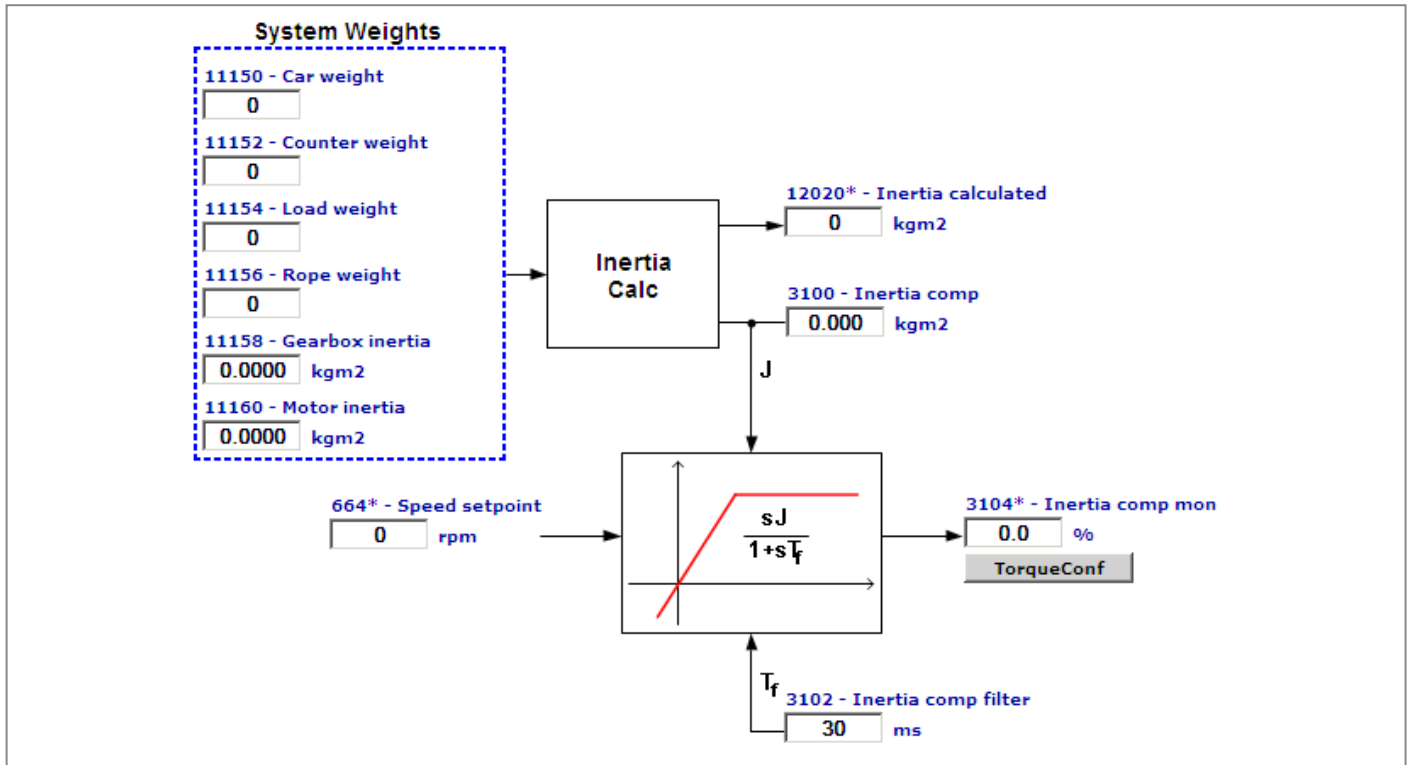 System Weights
11150 - Car weight
0
11152 - Counter weight
0
11154 - Load weight
0
11156 - Rope weight
0
11158 - Gearbox inertia
0.0000 kgm2
11160 - Motor inertia
0.0000 kgm2
Inertia
Calc
12020* - Inertia calculated
0 kgm2
3100 - Inertia comp
0.000 kgm2
J
664* - Speed setpoint
0 rpm
sJ
1+sTf
3104* - Inertia comp mon
0.0 %
TorqueConf
Tf
3102 - Inertia comp filter
30 ms